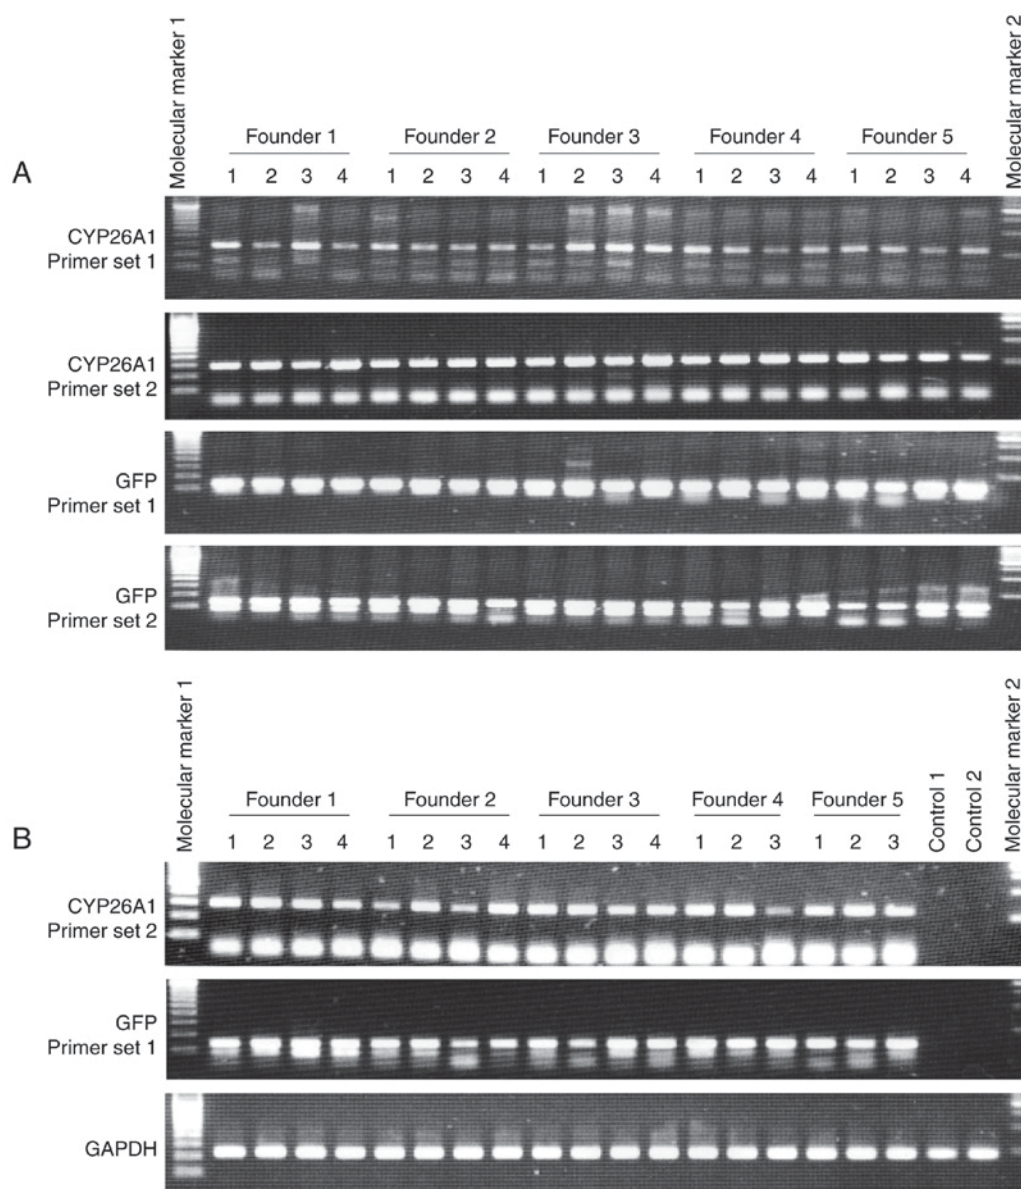 Molecular marker 1
Molecular marker 2
Founder 1 Founder 2 Founder 3 Founder 4 Founder 5
A
1 2 3 4 1 2 3 4 1 2 3 4 1 2 3 4 1 2 3 4
CYP26A1
Primer set 1
CYP26A1
Primer set 2
GFP
Primer set 1
GFP
Primer set 2
Molecular marker 1
Control 1
Control 2
Molecular marker 2
Founder 1 Founder 2 Founder 3 Founder 4 Founder 5
B
1 2 3 4 1 2 3 4 1 2 3 4 1 2 3 1 2 3
CYP26A1
Primer set 2
GFP
Primer set 1
GAPDH